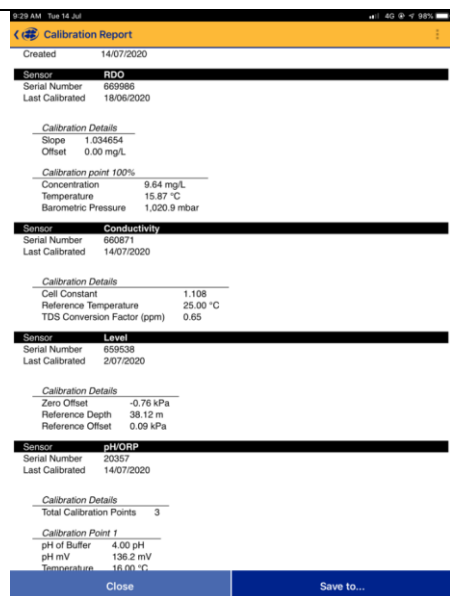 9:29 AM Tue 14 Jul 4G 98%
Calibration Report
Created 14/07/2020
Sensor RDO
Serial Number 669986
Last Calibrated 18/06/2020
Calibration Details
Slope 1.034654
Offset 0.00 mg/L
Calibration point 100%
Concentration 9.64 mg/L
Temperature 15.87 °C
Barometric Pressure 1,020.9 mbar
Sensor Conductivity
Serial Number 660871
Last Calibrated 14/07/2020
Calibration Details
Cell Constant 1.108
Reference Temperature 25.00 °C
TDS Conversion Factor (ppm) 0.65
Sensor Level
Serial Number 659538
Last Calibrated 2/07/2020
Calibration Details
Zero Offset -0.76 kPa
Reference Depth 38.12 m
Reference Offset 0.09 kPa
Sensor pH/ORP
Serial Number 20357
Last Calibrated 14/07/2020
Calibration Details
Total Calibration Points 3
Calibration Point 1
pH of Buffer 4.00 pH
pH mV 136.2 mV
Temperature 16.00 °C
Close Save to...